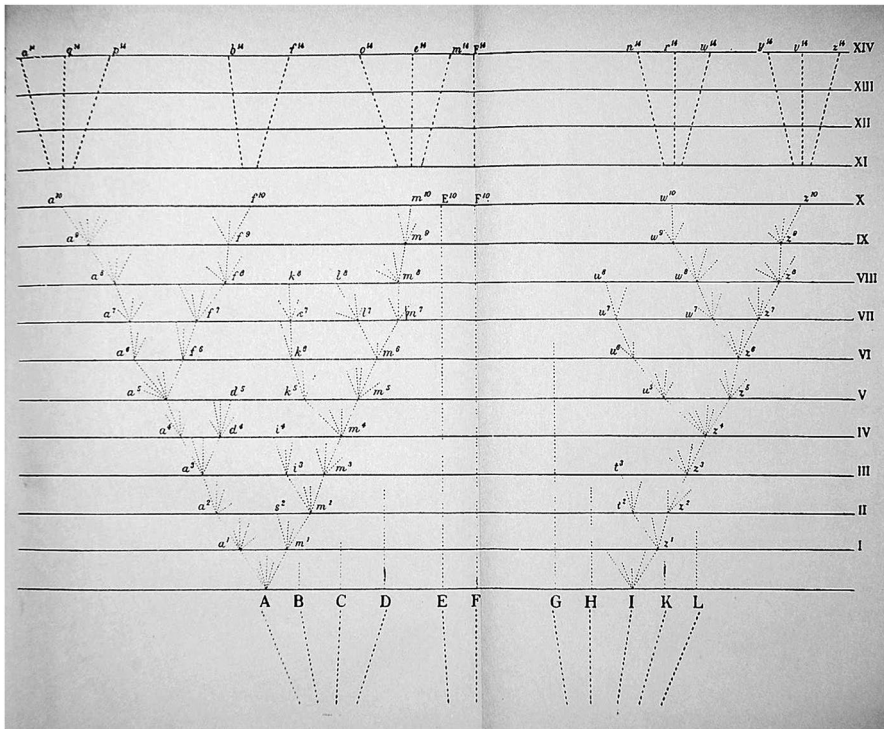 a¹⁴ q¹⁴ p¹⁴ b¹⁴ f¹⁴ o¹⁴ e¹⁴ m¹⁴ F¹⁴ n¹⁴ r¹⁴ w¹⁴ y¹⁴ v¹⁴ z¹⁴ XIV
XIII
XII
XI
a¹⁰ f¹⁰ m¹⁰ E¹⁰ F¹⁰ w¹⁰ z¹⁰ X
a⁹ f⁹ m⁹ w⁹ z⁹ IX
a⁸ f⁸ k⁸ l⁸ m⁸ u⁸ w⁸ z⁸ VIII
a⁷ f⁷ l⁷ m⁷ u⁷ w⁷ z⁷ VII
a⁶ f⁶ k⁶ m⁶ u⁶ z⁶ VI
a⁵ d⁵ k⁵ m⁵ u⁵ z⁵ V
a⁴ d⁴ i⁴ m⁴ z⁴ IV
a³ i³ m³ t³ z³ III
a² s² t² z² II
a¹ m¹ z¹ I
A B C D E F G H I K L